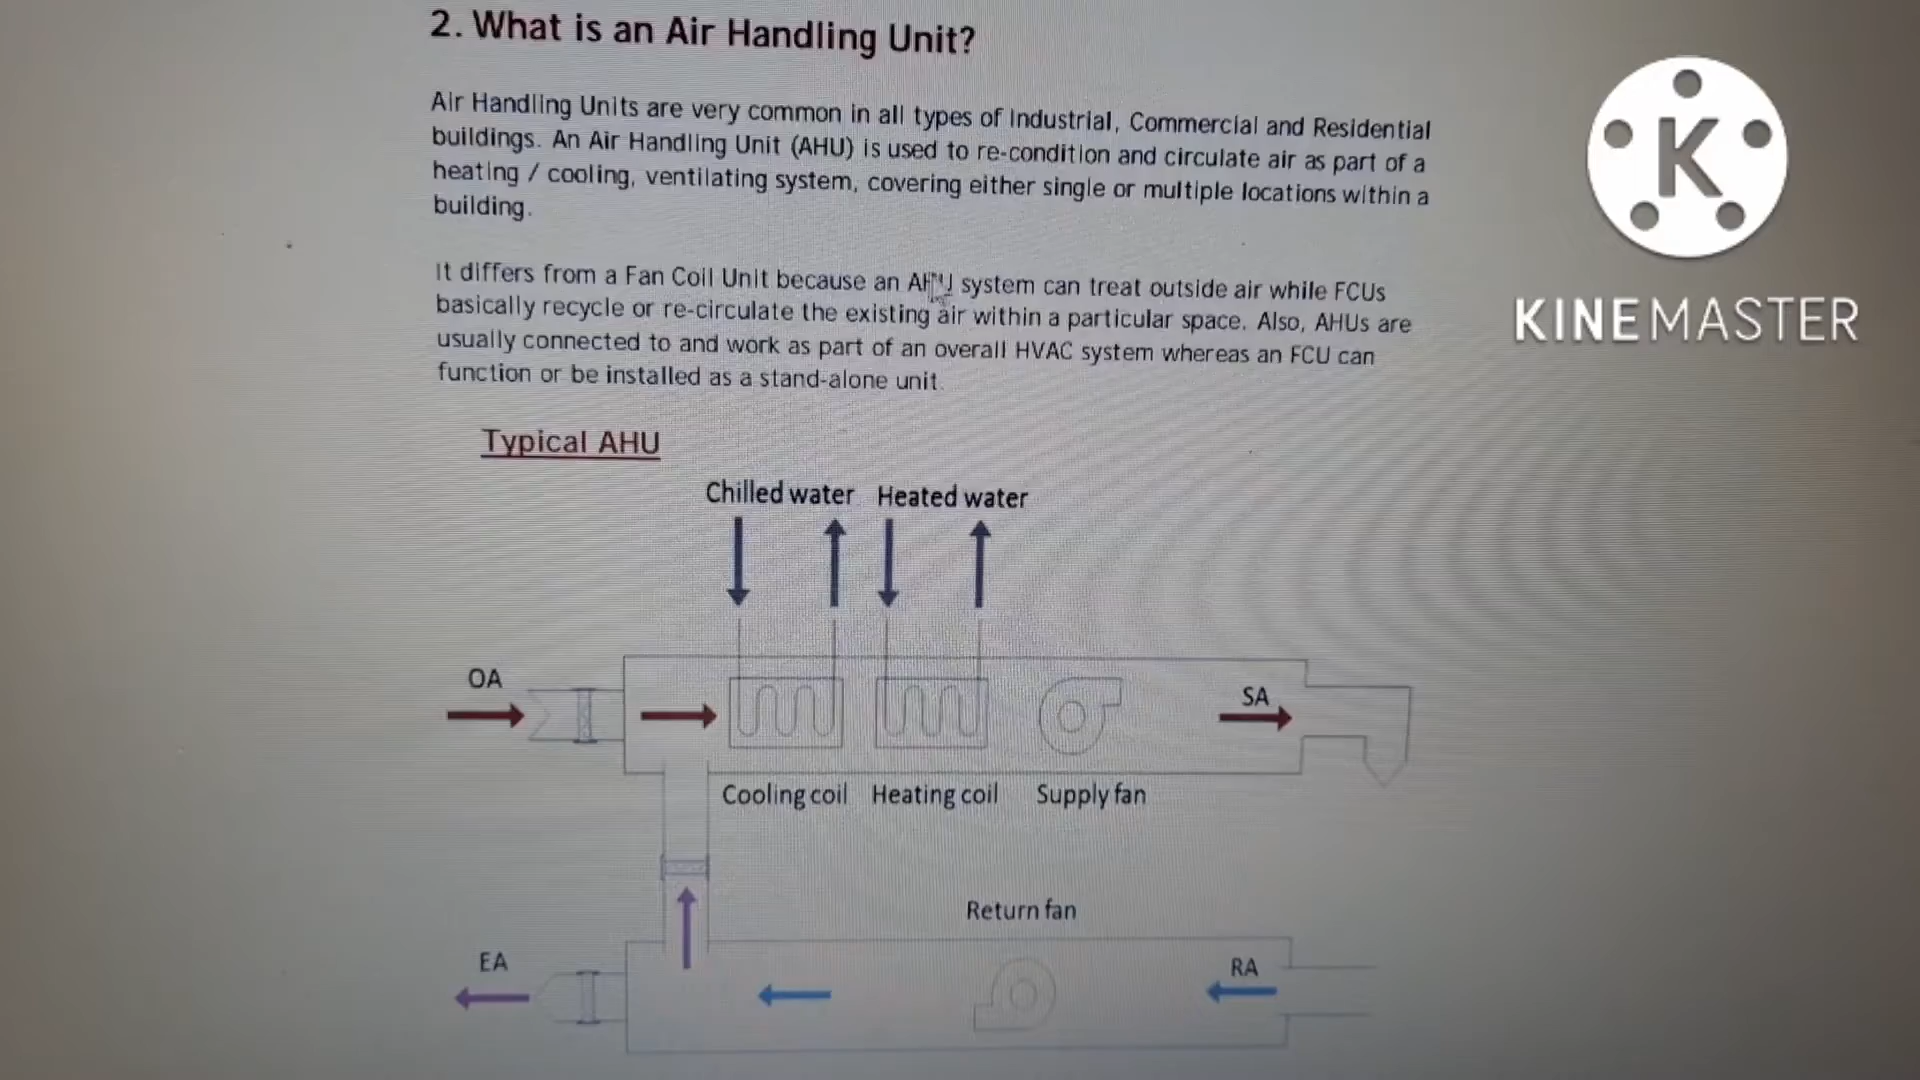 2. What is an Air Handling Unit?
Air Handling Units are very common in all types of Industrial, Commercial and Residential
buildings. An Air Handling Unit (AHU) is used to re-condition and circulate air as part of a
heating / cooling, ventilating system, covering either single or multiple locations within a
building.
It differs from a Fan Coil Unit because an AHU system can treat outside air while FCUs
basically recycle or re-circulate the existing air within a particular space. Also, AHUs are
usually connected to and work as part of an overall HVAC system whereas an FCU can
function or be installed as a stand-alone unit.
Typical AHU
Chilled water Heated water
OA
SA
Cooling coil Heating coil Supply fan
Return fan
EA
RA
K
KINEMASTER